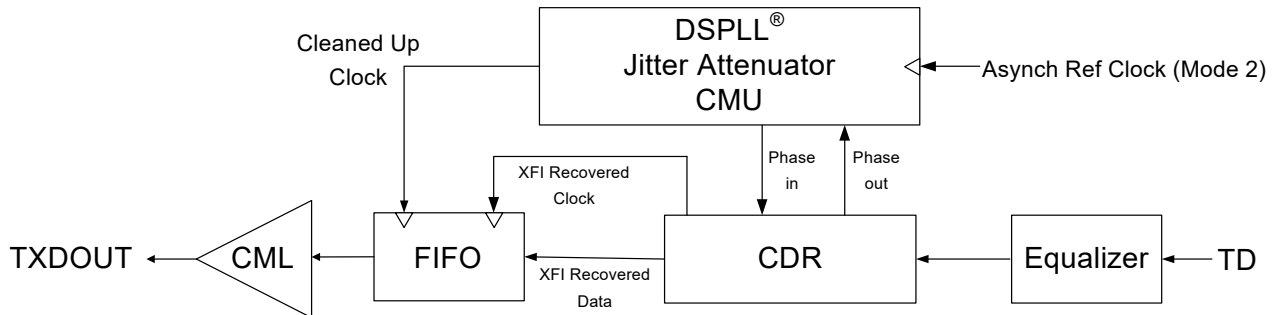 DSPLL®
Jitter Attenuator
CMU
Cleaned Up
Clock
Asynch Ref Clock (Mode 2)
Phase
in
Phase
out
XFI Recovered
Clock
TXDOUT
CML
FIFO
XFI Recovered
Data
CDR
Equalizer
TD